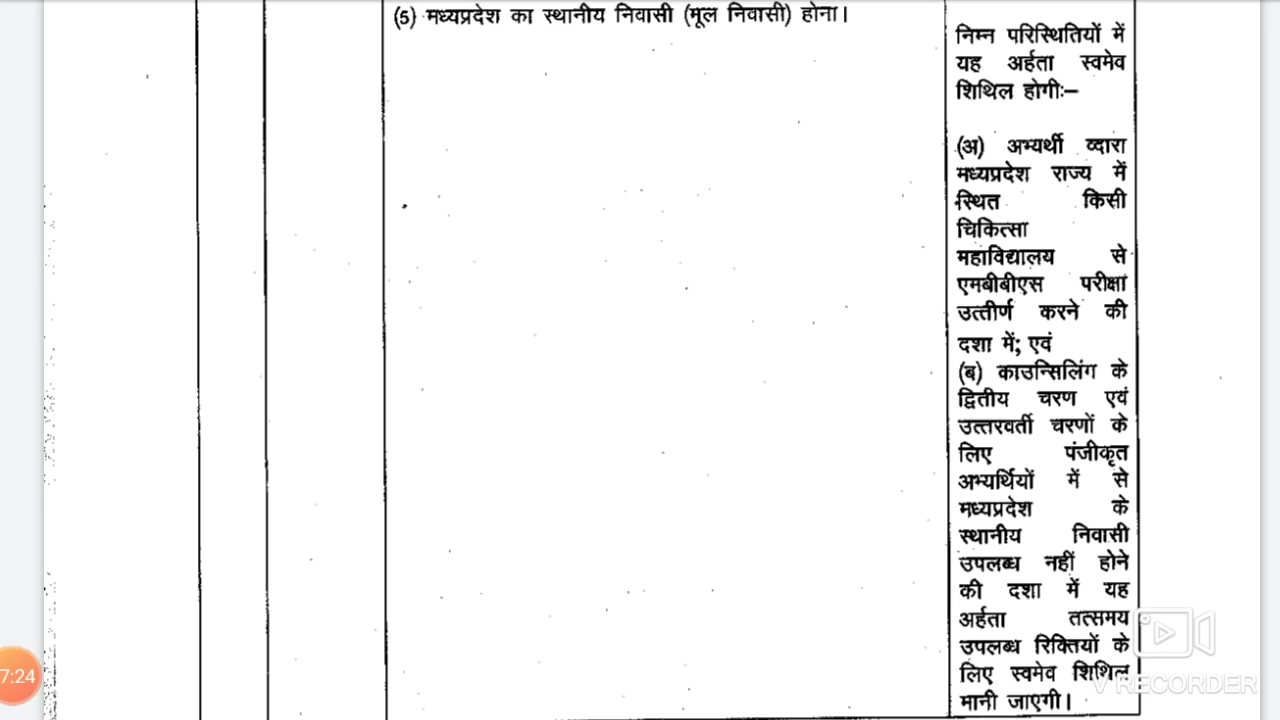 (5) मध्यप्रदेश का स्थानीय निवासी (मूल निवासी) होना।
निम्न परिस्थितियों में
यह अर्हता स्वमेव
शिथिल होगीः–
(अ) अभ्यर्थी व्दारा
मध्यप्रदेश राज्य में
स्थित किसी
चिकित्सा
महाविद्यालय से
एमबीबीएस परीक्षा
उत्तीर्ण करने की
दशा में; एवं
(ब) काउन्सिलिंग के
द्वितीय चरण एवं
उत्तरवर्ती चरणों के
लिए पंजीकृत
अभ्यर्थियों में से
मध्यप्रदेश के
स्थानीय निवासी
उपलब्ध नहीं होने
की दशा में यह
अर्हता तत्समय
उपलब्ध रिक्तियों के
लिए स्वमेव शिथिल
मानी जाएगी।
7:24
V RECORDER